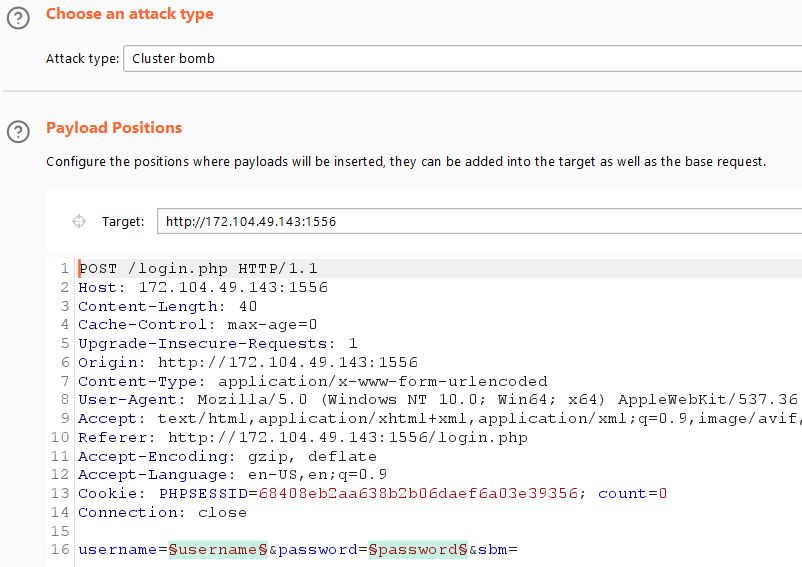 ? Choose an attack type
Attack type: Cluster bomb
? Payload Positions
Configure the positions where payloads will be inserted, they can be added into the target as well as the base request.
Target: http://172.104.49.143:1556
1 POST /login.php HTTP/1.1
2 Host: 172.104.49.143:1556
3 Content-Length: 40
4 Cache-Control: max-age=0
5 Upgrade-Insecure-Requests: 1
6 Origin: http://172.104.49.143:1556
7 Content-Type: application/x-www-form-urlencoded
8 User-Agent: Mozilla/5.0 (Windows NT 10.0; Win64; x64) AppleWebKit/537.36
9 Accept: text/html,application/xhtml+xml,application/xml;q=0.9,image/avif,
10 Referer: http://172.104.49.143:1556/login.php
11 Accept-Encoding: gzip, deflate
12 Accept-Language: en-US,en;q=0.9
13 Cookie: PHPSESSID=68408eb2aa638b2b06daef6a03e39356; count=0
14 Connection: close
15
16 username=§username§&password=§password§&sbm=